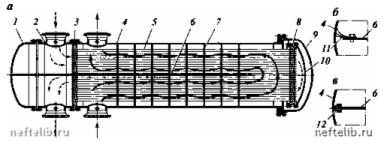 а
1 2 3 4 5 6 7 8 9
10
б
4 6
11
в
4 6
12
neftelib.ru
neftelib.ru